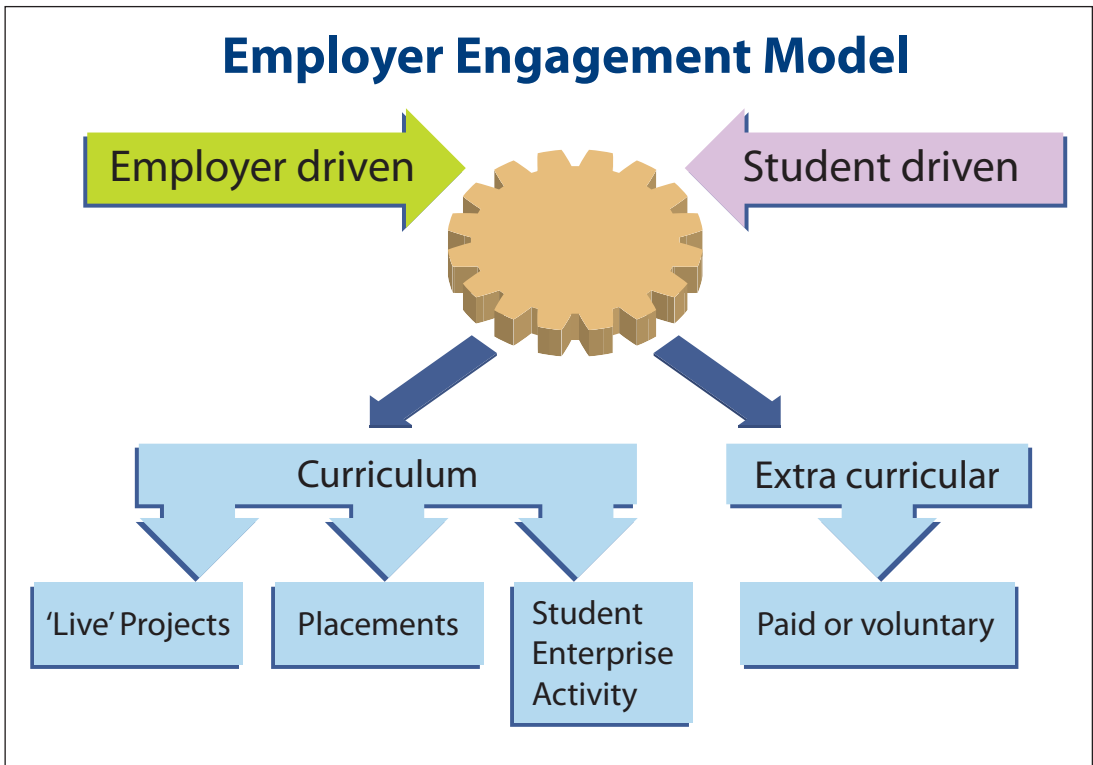 Employer Engagement Model
Employer driven
Student driven
Curriculum
Extra curricular
‘Live’ Projects
Placements
Student
Enterprise
Activity
Paid or voluntary